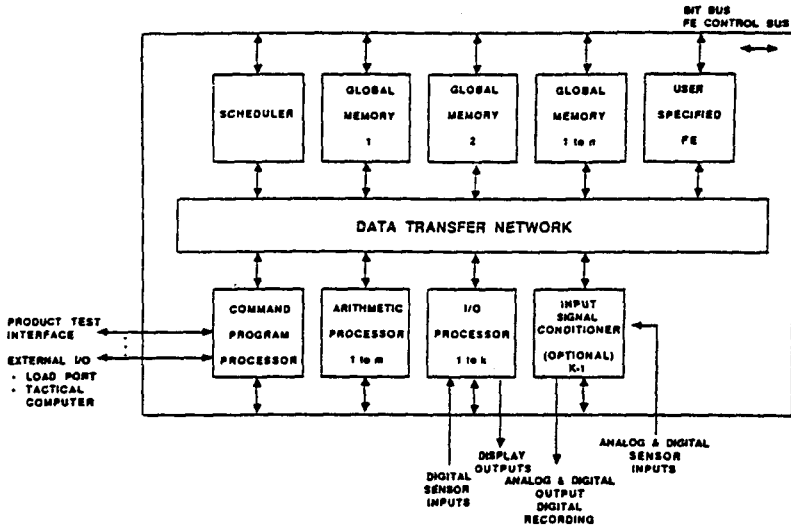 BIT BUS
FE CONTROL BUS
SCHEDULER
GLOBAL
MEMORY
1
GLOBAL
MEMORY
2
GLOBAL
MEMORY
1 to n
USER
SPECIFIED
FE
DATA TRANSFER NETWORK
COMMAND
PROGRAM
PROCESSOR
ARITHMETIC
PROCESSOR
1 to m
I/O
PROCESSOR
1 to k
INPUT
SIGNAL
CONDITIONER
(OPTIONAL)
K-1
PRODUCT TEST
INTERFACE
EXTERNAL I/O
• LOAD PORT
• TACTICAL
COMPUTER
DIGITAL
SENSOR
INPUTS
DISPLAY
OUTPUTS
ANALOG & DIGITAL
OUTPUT
DIGITAL
RECORDING
ANALOG & DIGITAL
SENSOR
INPUTS